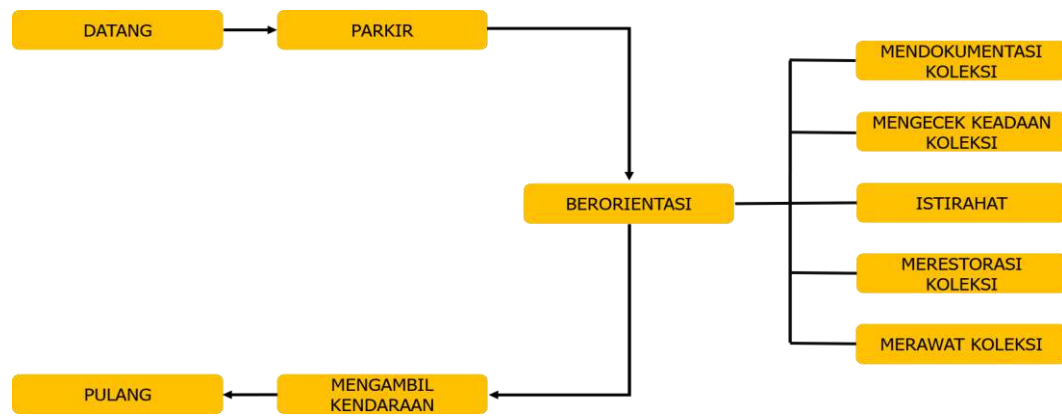 DATANG
PARKIR
MENDOKUMENTASI
KOLEKSI
MENGECEK KEADAAN
KOLEKSI
BERORIENTASI
ISTIRAHAT
MERESTORASI
KOLEKSI
MERAWAT KOLEKSI
PULANG
MENGAMBIL
KENDARAAN